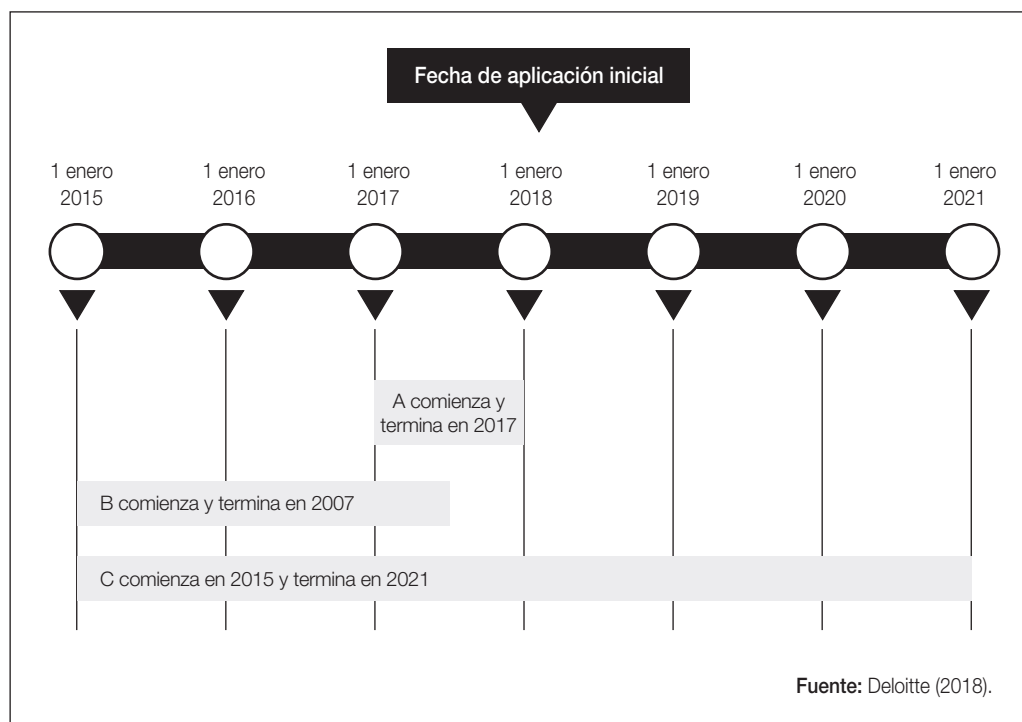 Fecha de aplicación inicial
1 enero
2015
1 enero
2016
1 enero
2017
1 enero
2018
1 enero
2019
1 enero
2020
1 enero
2021
A comienza y
termina en 2017
B comienza y termina en 2007
C comienza en 2015 y termina en 2021
Fuente: Deloitte (2018).